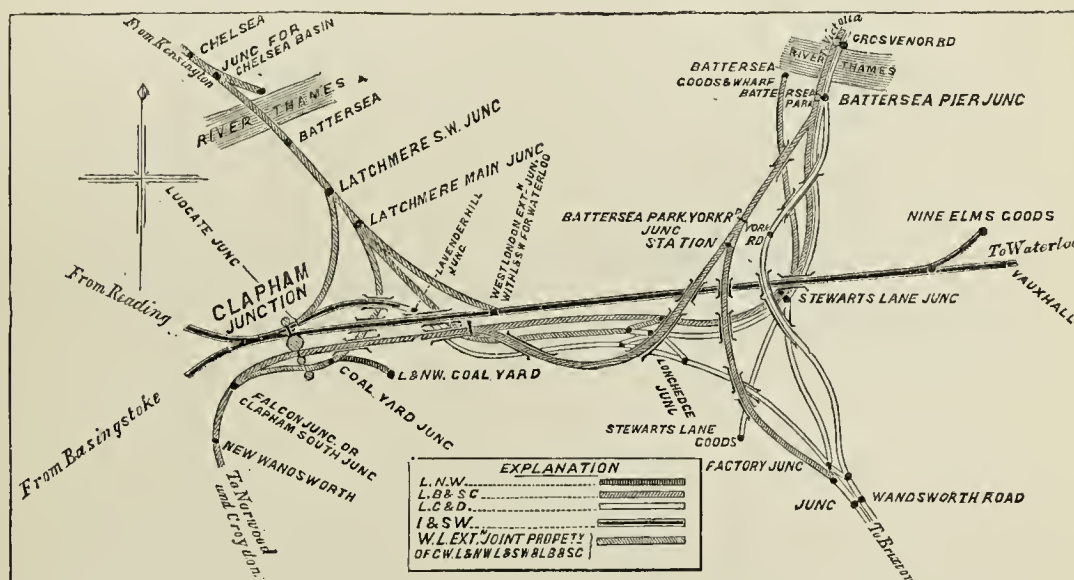 From Kensington
CHELSEA
JUNC FOR
CHELSEA BASIN
RIVER THAMES
BATTERSEA
LATCHMERE S.W. JUNC
LATCHMERE MAIN JUNC
LAVENDER HILL
JUNC
WEST LONDON EXTN JUNC.
WITH L & S W FOR WATERLOO
LUDGATE JUNC
CLAPHAM
JUNCTION
From Reading
From Basingstoke
Victoria
GROSVENOR RD
RIVER THAMES
BATTERSEA
GOODS & WHARF
BATTERSEA
PARK
BATTERSEA PIER JUNC
BATTERSEA PARK, YORK RD
JUNC
STATION
YORK
RD
NINE ELMS GOODS
To Waterloo
VAUXHALL
STEWARTS LANE JUNC
L & NW. COAL YARD
COAL YARD JUNC
FALCON JUNC. OR
CLAPHAM SOUTH JUNC
NEW WANDSWORTH
To Norwood
and Croydon
LONGHEDGE
JUNC
STEWARTS LANE
GOODS
FACTORY JUNC
JUNC
WANDSWORTH ROAD
To Brixton
EXPLANATION
L.N.W.
L.B & S C
L.C & D.
L & S W.
W. L. EXTN JOINT PROPETY
OF C W. L & N W L & S W & L B & S C